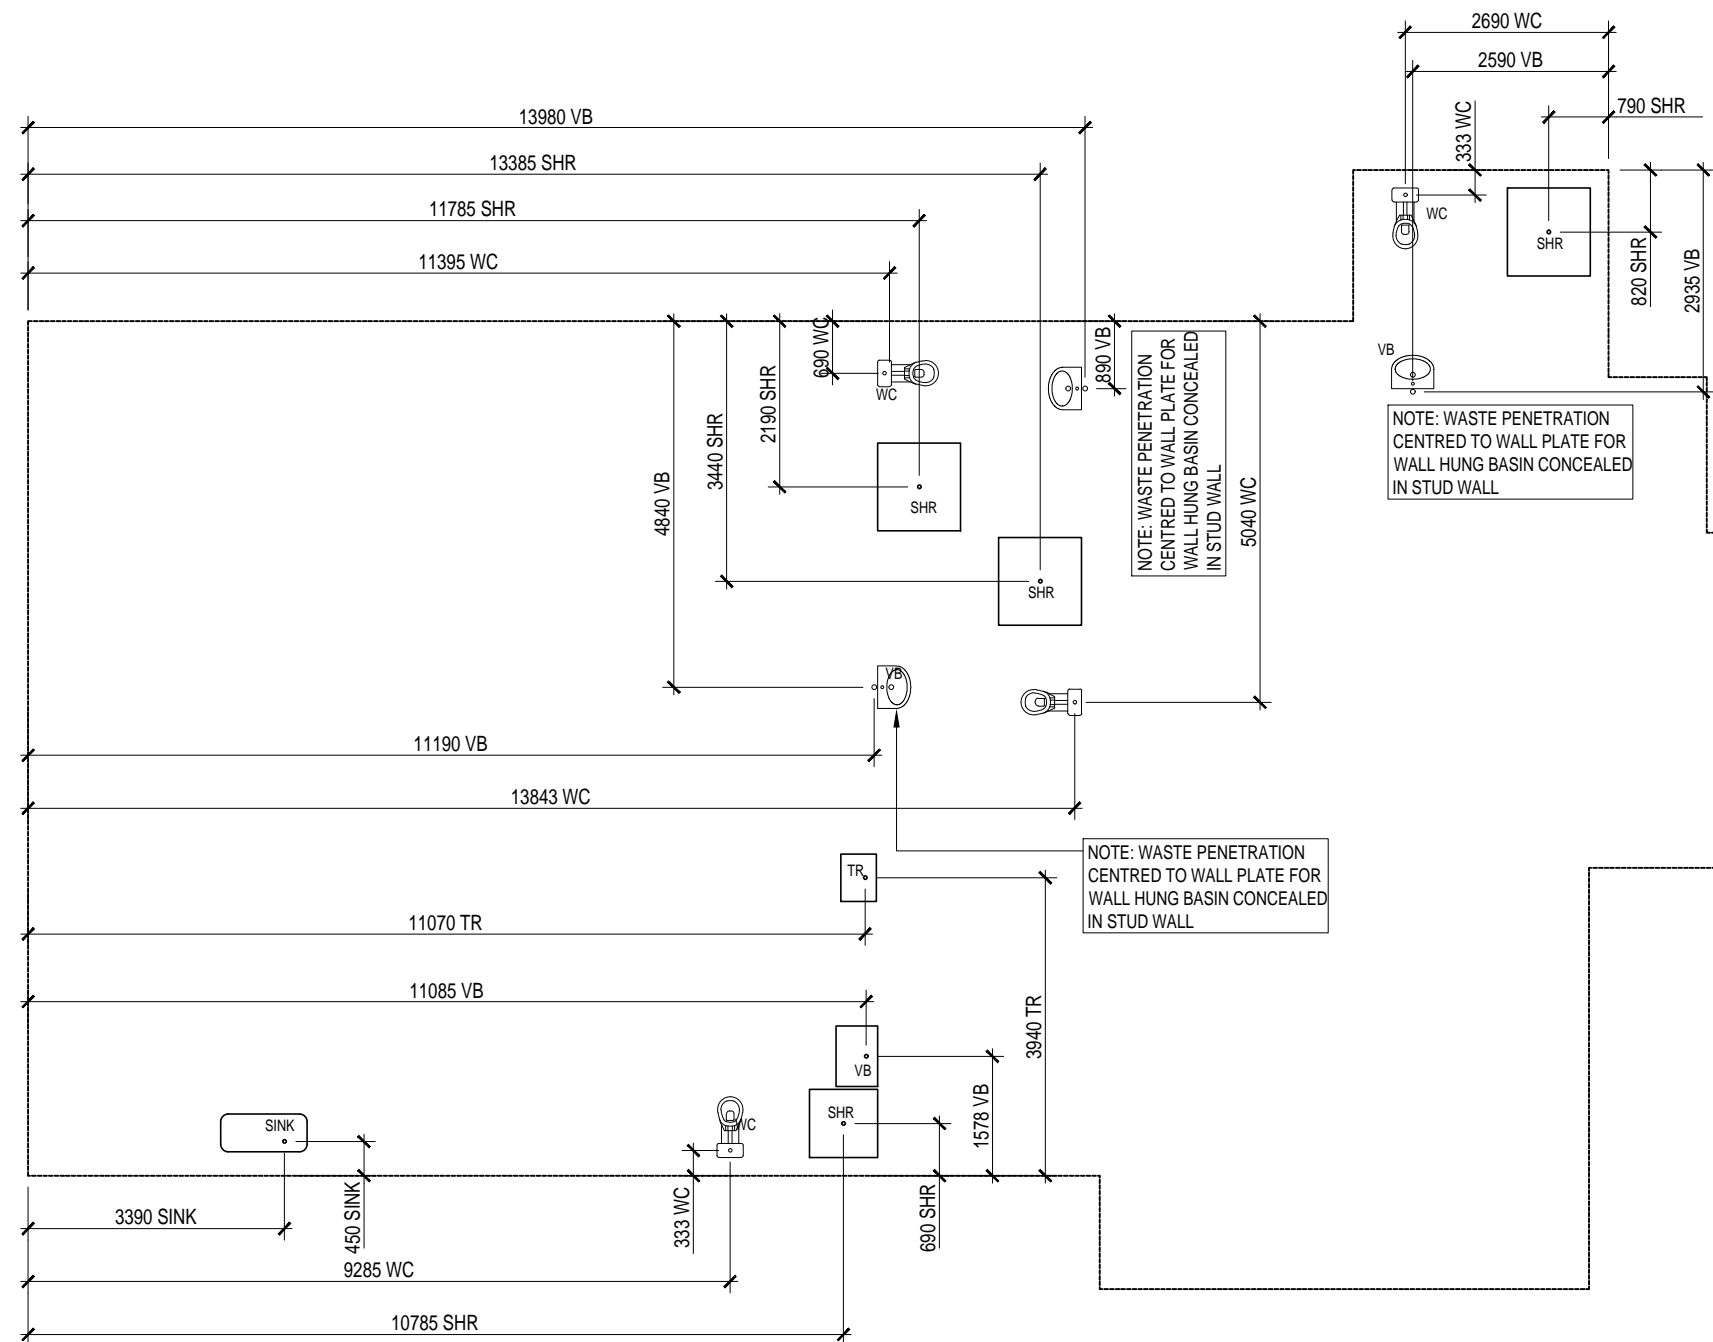 2690 WC
2590 VB
790 SHR
13980 VB
333 WC
13385 SHR
11785 SHR
WC
SHR
11395 WC
820 SHR
2935 VB
690 WC
890 VB
VB
WC
2190 SHR
3440 SHR
4840 VB
NOTE: WASTE PENETRATION
CENTRED TO WALL PLATE FOR
WALL HUNG BASIN CONCEALED
IN STUD WALL
NOTE: WASTE PENETRATION
CENTRED TO WALL PLATE FOR
WALL HUNG BASIN CONCEALED
IN STUD WALL
5040 WC
SHR
SHR
VB
11190 VB
13843 WC
NOTE: WASTE PENETRATION
CENTRED TO WALL PLATE FOR
WALL HUNG BASIN CONCEALED
IN STUD WALL
TR
11070 TR
11085 VB
3940 TR
VB
1578 VB
SINK
WC
SHR
3390 SINK
450 SINK
333 WC
690 SHR
9285 WC
10785 SHR